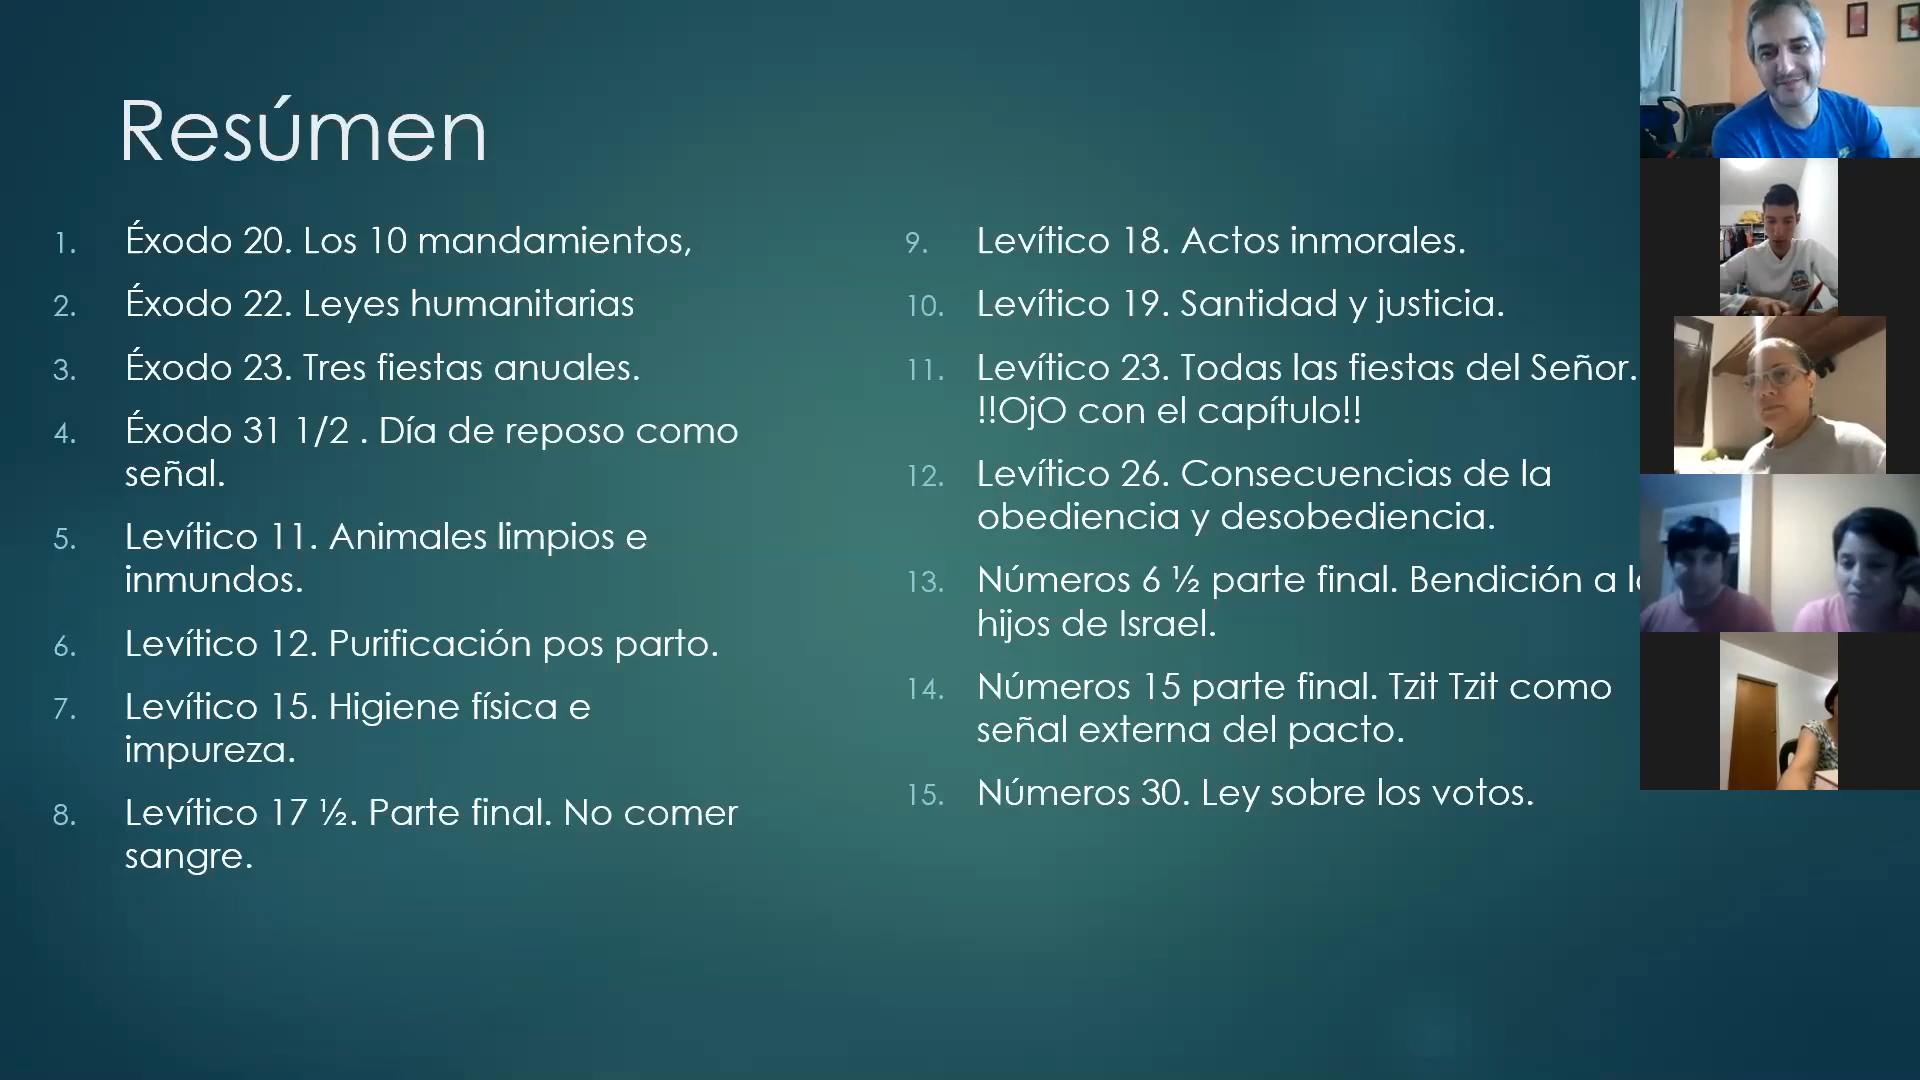 Resúmen
1. Éxodo 20. Los 10 mandamientos,
2. Éxodo 22. Leyes humanitarias
3. Éxodo 23. Tres fiestas anuales.
4. Éxodo 31 1/2 . Día de reposo como
señal.
5. Levítico 11. Animales limpios e
inmundos.
6. Levítico 12. Purificación pos parto.
7. Levítico 15. Higiene física e
impureza.
8. Levítico 17 ½. Parte final. No comer
sangre.
9. Levítico 18. Actos inmorales.
10. Levítico 19. Santidad y justicia.
11. Levítico 23. Todas las fiestas del Señor.
!!OjO con el capítulo!!
12. Levítico 26. Consecuencias de la
obediencia y desobediencia.
13. Números 6 ½ parte final. Bendición a
hijos de Israel.
14. Números 15 parte final. Tzit Tzit como
señal externa del pacto.
15. Números 30. Ley sobre los votos.